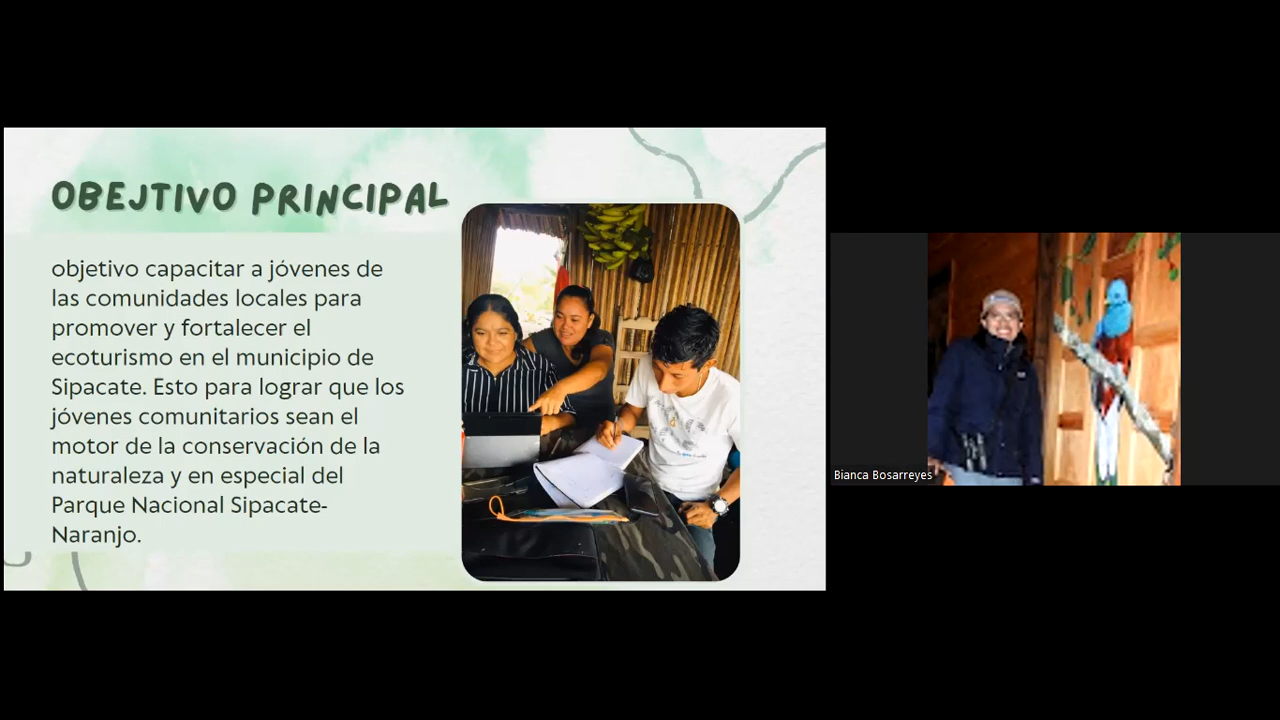 OBEJTIVO PRINCIPAL
objetivo capacitar a jóvenes de
las comunidades locales para
promover y fortalecer el
ecoturismo en el municipio de
Sipacate. Esto para lograr que los
jóvenes comunitarios sean el
motor de la conservación de la
naturaleza y en especial del
Parque Nacional Sipacate-
Naranjo.
Bianca Bosarreyes